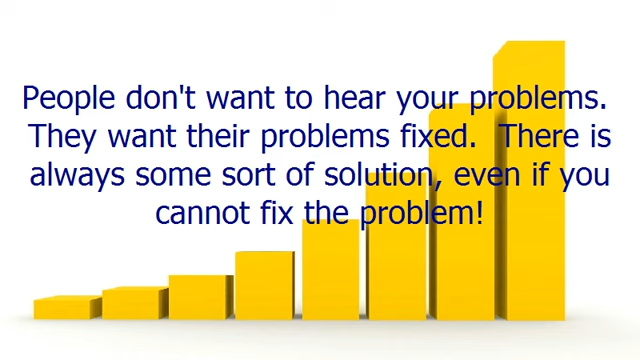 People don't want to hear your problems.
They want their problems fixed.  There is
always some sort of solution, even if you
cannot fix the problem!